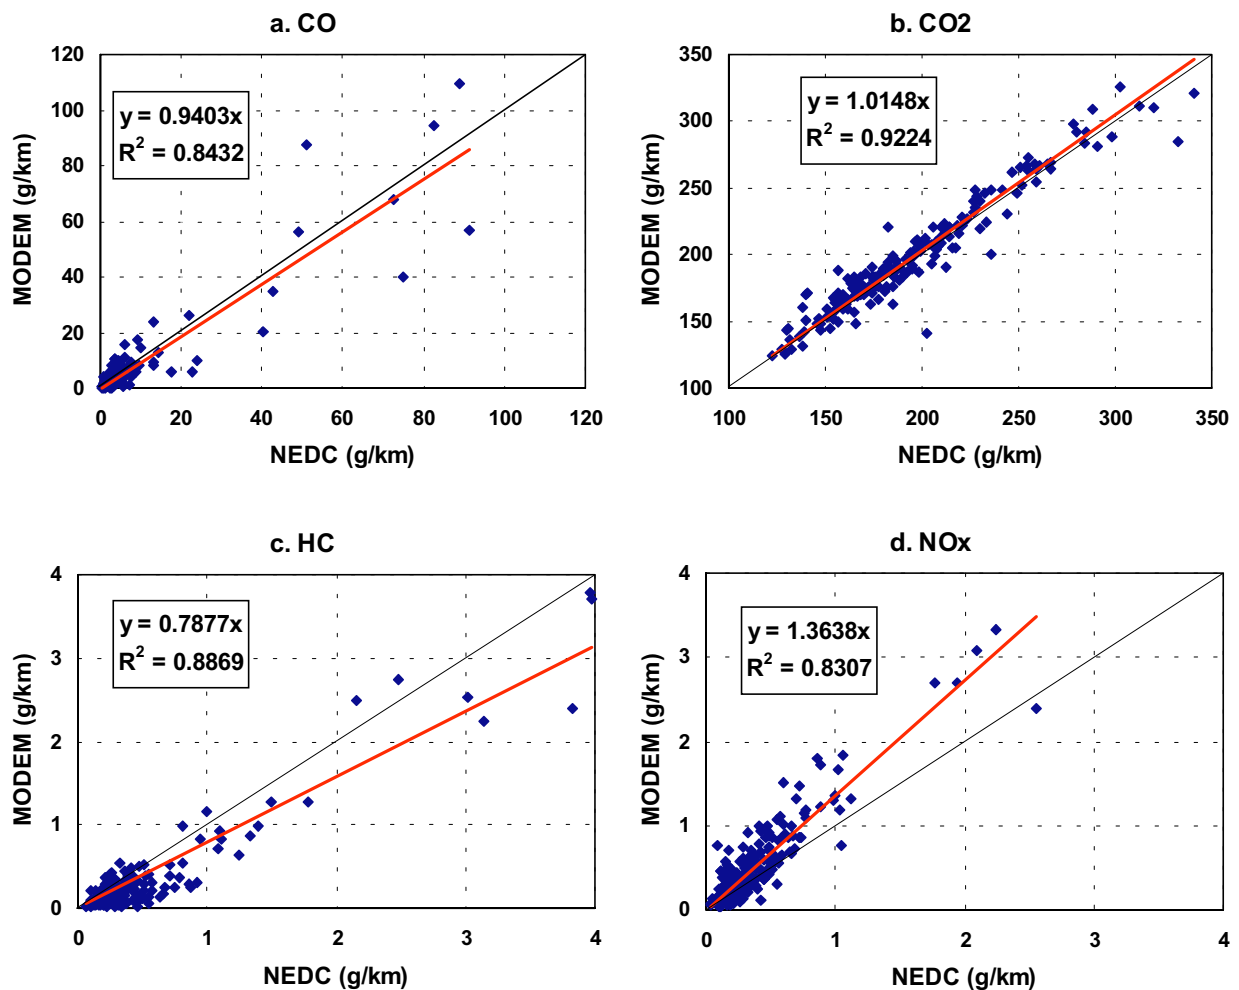 a. CO
120
100
80
60
40
20
0
0 20 40 60 80 100 120
MODEM (g/km)
NEDC (g/km)
y = 0.9403x
R² = 0.8432
b. CO2
350
300
250
200
150
100
100 150 200 250 300 350
MODEM (g/km)
NEDC (g/km)
y = 1.0148x
R² = 0.9224
c. HC
4
3
2
1
0
0 1 2 3 4
MODEM (g/km)
NEDC (g/km)
y = 0.7877x
R² = 0.8869
d. NOx
4
3
2
1
0
0 1 2 3 4
MODEM (g/km)
NEDC (g/km)
y = 1.3638x
R² = 0.8307